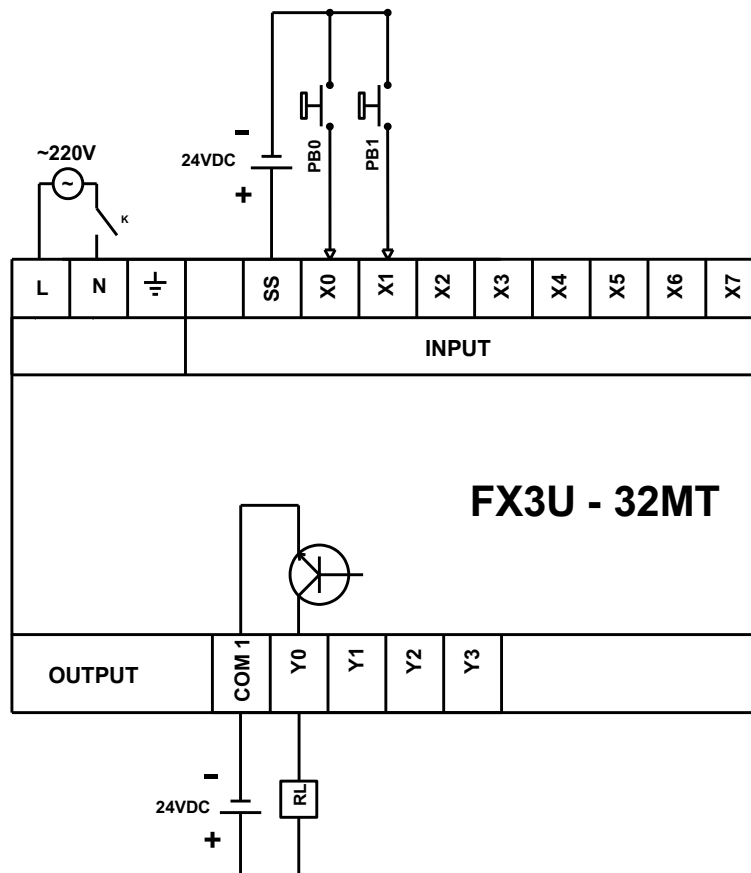 -
24VDC
+
PB0
PB1
~220V
~
K
L
N
SS
X0
X1
X2
X3
X4
X5
X6
X7
INPUT
FX3U - 32MT
OUTPUT
COM 1
Y0
Y1
Y2
Y3
-
24VDC
+
RL